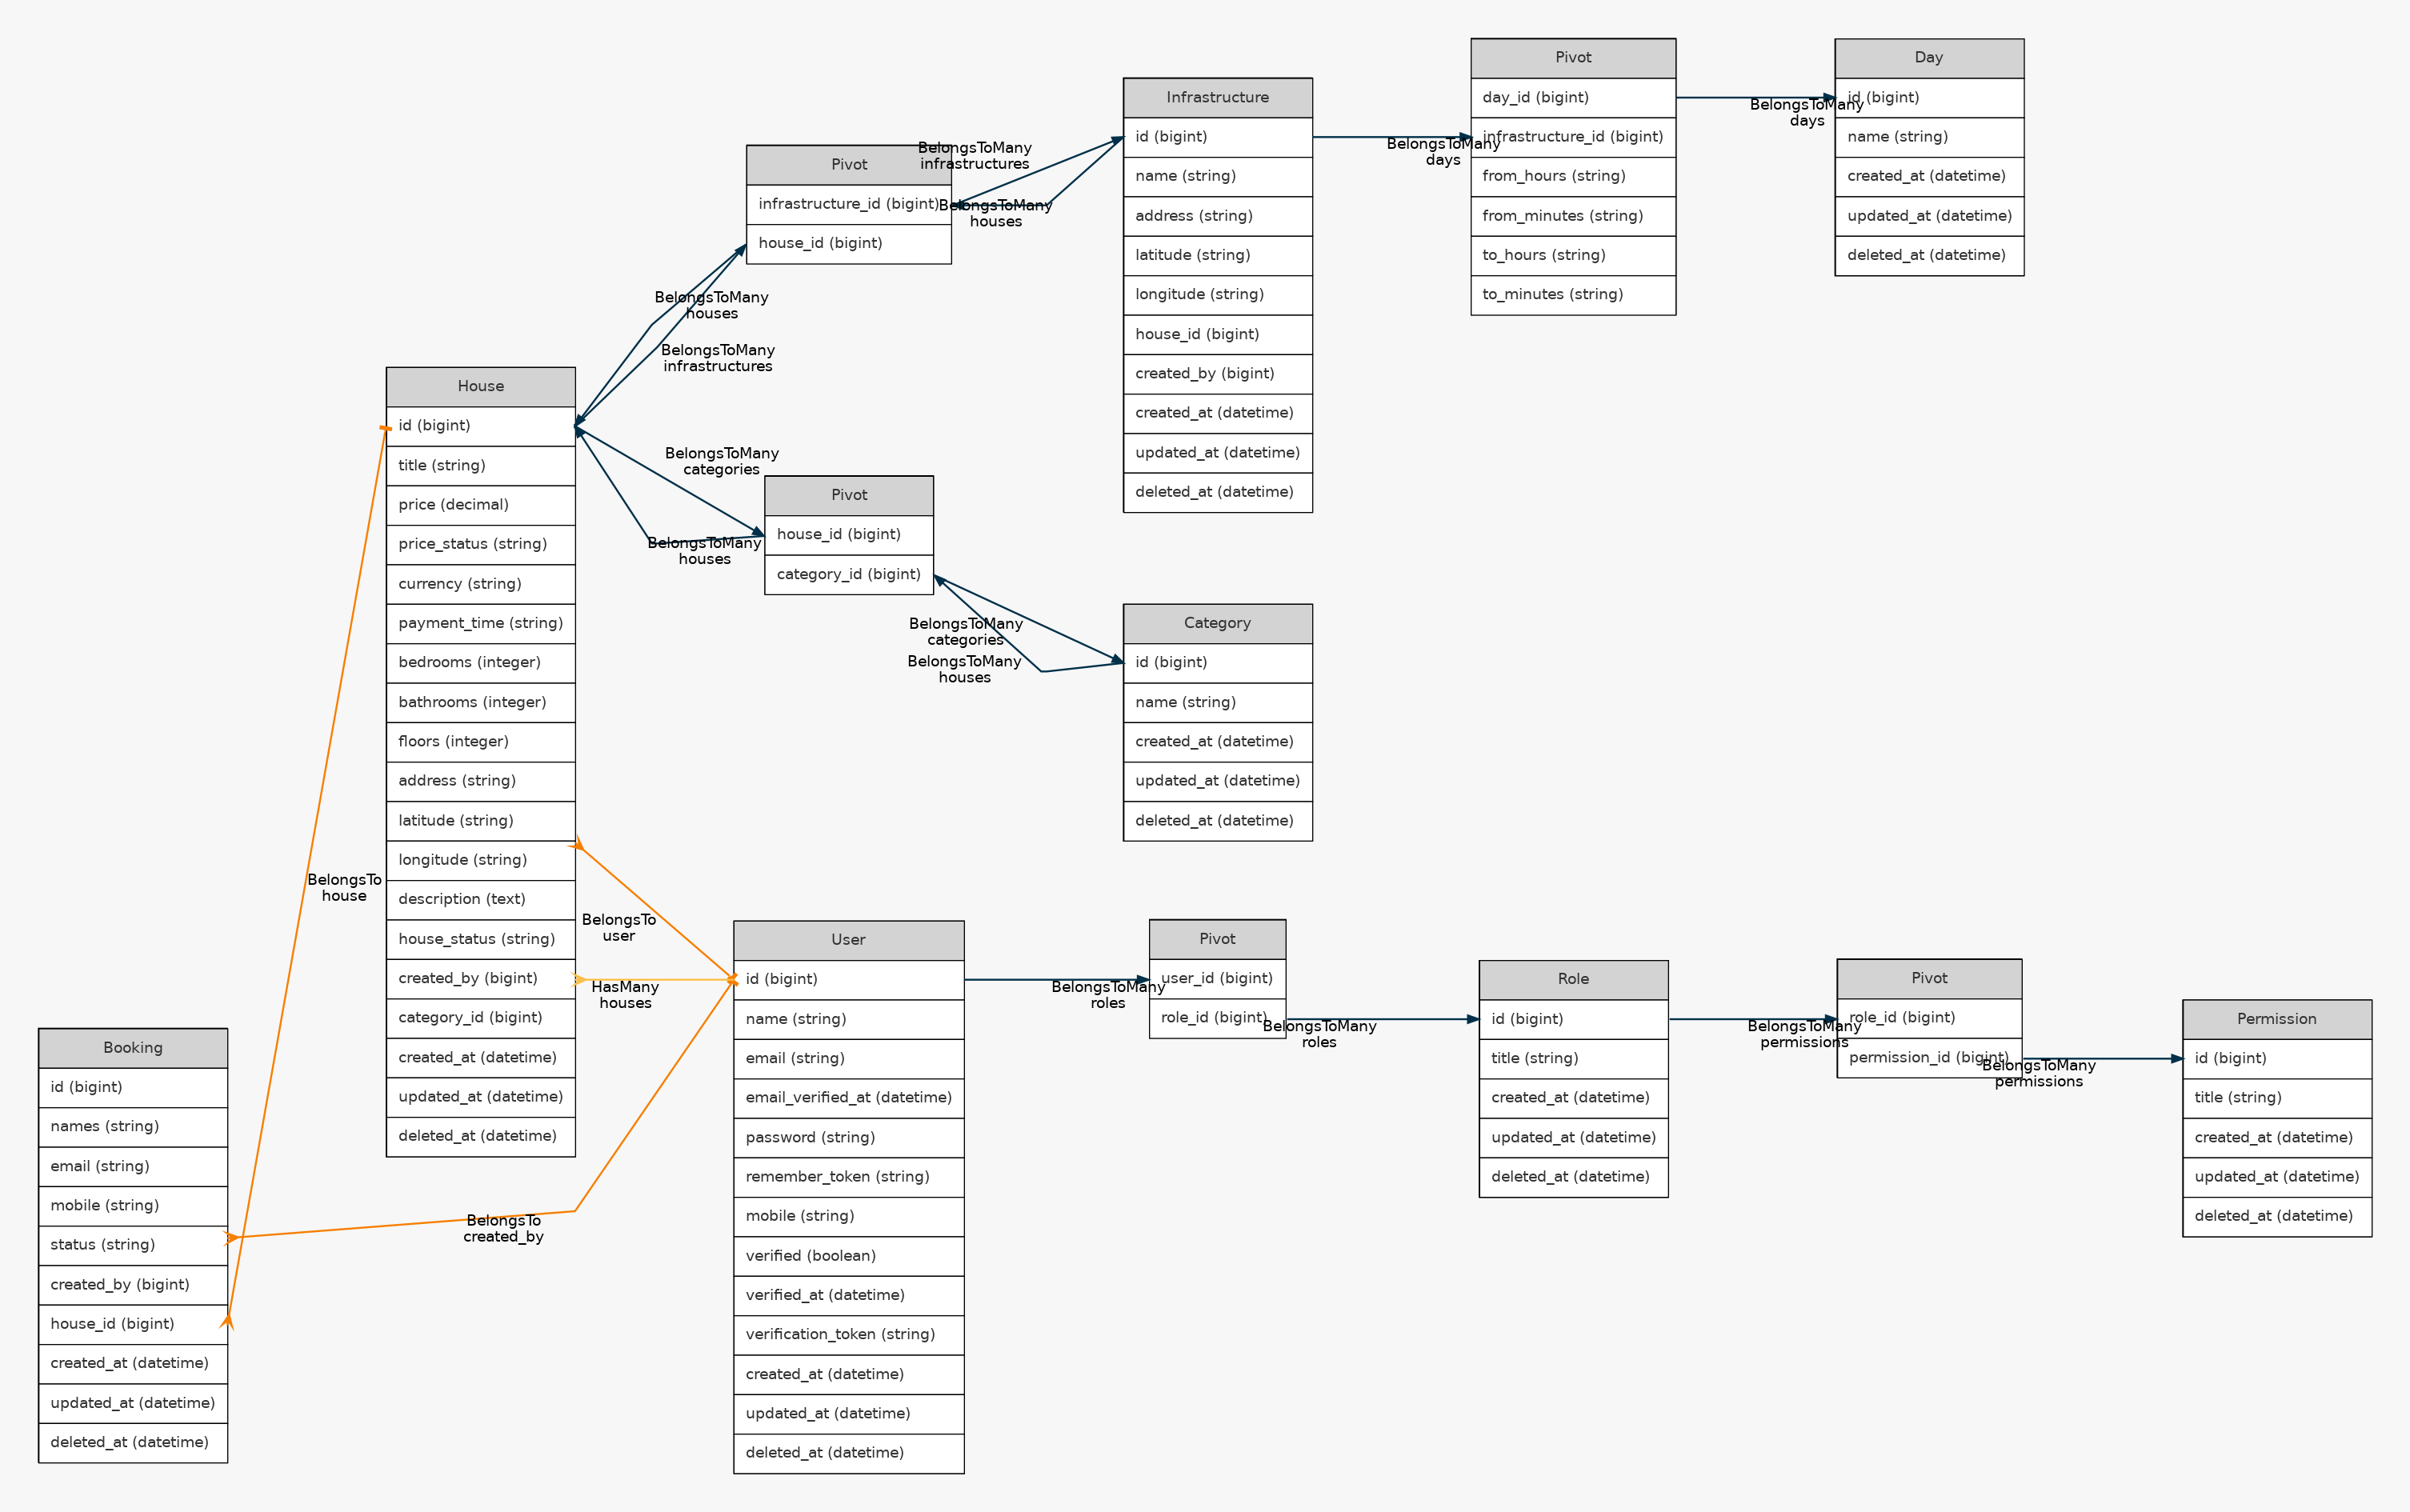 Pivot
day_id (bigint)
infrastructure_id (bigint)
from_hours (string)
from_minutes (string)
to_hours (string)
to_minutes (string)
Day
id (bigint)
name (string)
created_at (datetime)
updated_at (datetime)
deleted_at (datetime)
BelongsToMany
days
BelongsToMany
days
Infrastructure
id (bigint)
name (string)
address (string)
latitude (string)
longitude (string)
house_id (bigint)
created_by (bigint)
created_at (datetime)
updated_at (datetime)
deleted_at (datetime)
Pivot
infrastructure_id (bigint)
house_id (bigint)
BelongsToMany
infrastructures
BelongsToMany
houses
BelongsToMany
houses
BelongsToMany
infrastructures
House
id (bigint)
title (string)
price (decimal)
price_status (string)
currency (string)
payment_time (string)
bedrooms (integer)
bathrooms (integer)
floors (integer)
address (string)
latitude (string)
longitude (string)
description (text)
house_status (string)
created_by (bigint)
category_id (bigint)
created_at (datetime)
updated_at (datetime)
deleted_at (datetime)
BelongsToMany
categories
BelongsToMany
houses
Pivot
house_id (bigint)
category_id (bigint)
BelongsToMany
categories
BelongsToMany
houses
Category
id (bigint)
name (string)
created_at (datetime)
updated_at (datetime)
deleted_at (datetime)
BelongsTo
house
BelongsTo
user
HasMany
houses
BelongsTo
created_by
Booking
id (bigint)
names (string)
email (string)
mobile (string)
status (string)
created_by (bigint)
house_id (bigint)
created_at (datetime)
updated_at (datetime)
deleted_at (datetime)
User
id (bigint)
name (string)
email (string)
email_verified_at (datetime)
password (string)
remember_token (string)
mobile (string)
verified (boolean)
verified_at (datetime)
verification_token (string)
created_at (datetime)
updated_at (datetime)
deleted_at (datetime)
BelongsToMany
roles
Pivot
user_id (bigint)
role_id (bigint)
BelongsToMany
roles
Role
id (bigint)
title (string)
created_at (datetime)
updated_at (datetime)
deleted_at (datetime)
BelongsToMany
permissions
Pivot
role_id (bigint)
permission_id (bigint)
BelongsToMany
permissions
Permission
id (bigint)
title (string)
created_at (datetime)
updated_at (datetime)
deleted_at (datetime)